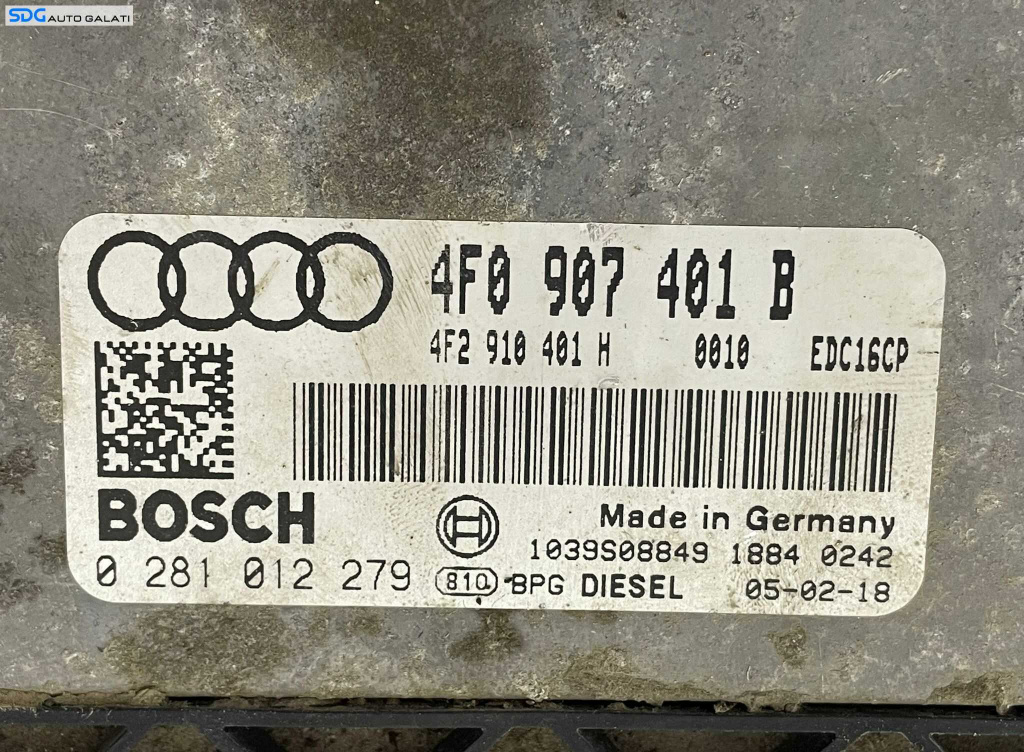 SDG AUTO GALATI
4F0 907 401 B
4F2 910 401 H 0010 EDC16CP
BOSCH
Made in Germany
1039S08849 1884 0242
0 281 012 279 810 BPG DIESEL 05-02-18